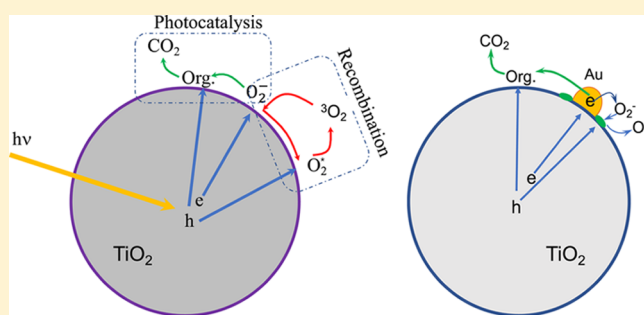 Photocatalysis
CO₂
Org.
O₂⁻
Recombination
³O₂
O₂*
hν
e
h
TiO₂
CO₂
Org.
Au
e
O₂⁻
O
e
h
TiO₂